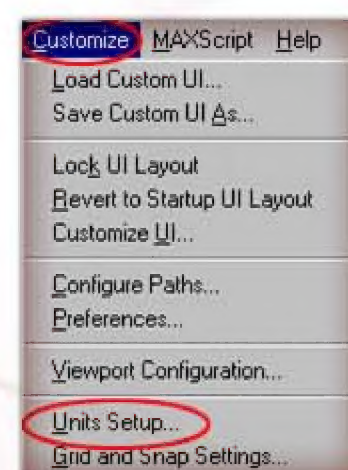 Customize MAXScript Help
Load Custom UI...
Save Custom UI As...
Lock UI Layout
Revert to Startup UI Layout
Customize UI...
Configure Paths...
Preferences...
Viewport Configuration...
Units Setup...
Grid and Snap Settings...